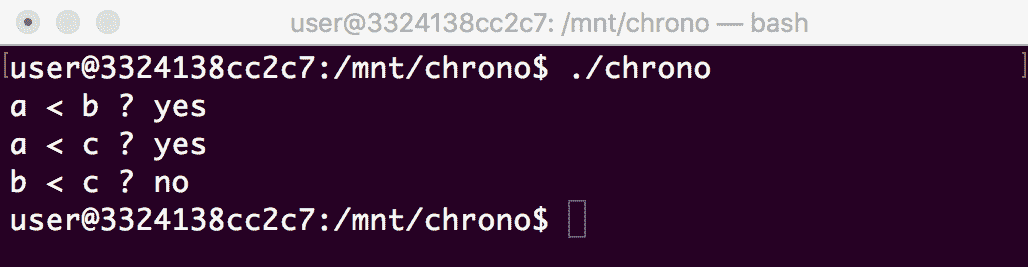 user@3324138cc2c7: /mnt/chrono — bash
[user@3324138cc2c7:/mnt/chrono$ ./chrono ]
a < b ? yes
a < c ? yes
b < c ? no
user@3324138cc2c7:/mnt/chrono$